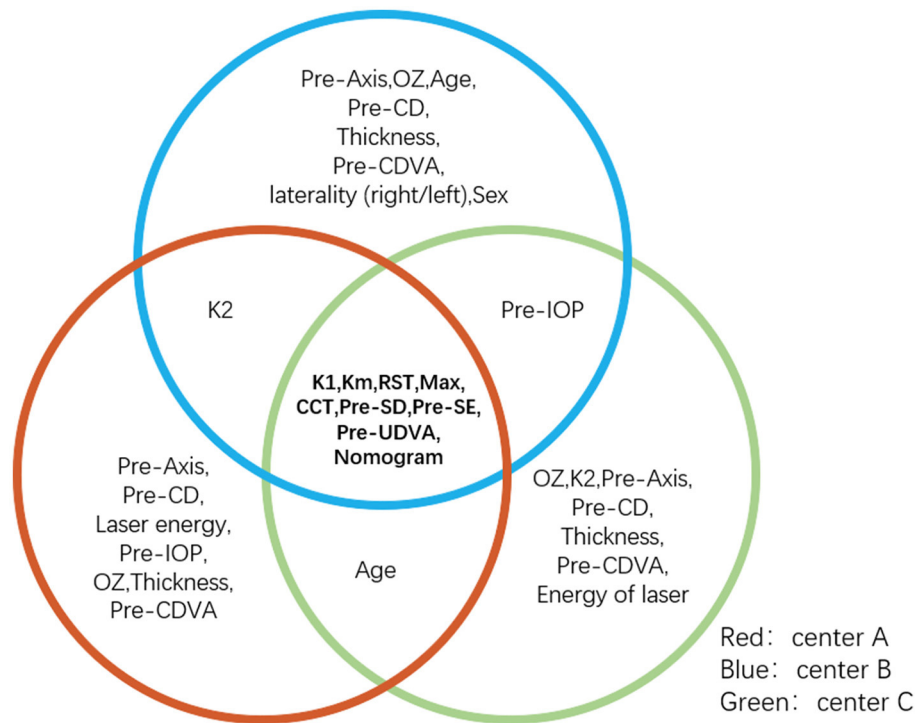 Pre-Axis,OZ,Age,
Pre-CD,
Thickness,
Pre-CDVA,
laterality (right/left),Sex
K2
Pre-IOP
K1,Km,RST,Max,
CCT,Pre-SD,Pre-SE,
Pre-UDVA,
Nomogram
Pre-Axis,
Pre-CD,
Laser energy,
Pre-IOP,
OZ,Thickness,
Pre-CDVA
OZ,K2,Pre-Axis,
Pre-CD,
Thickness,
Pre-CDVA,
Energy of laser
Age
Red: center A
Blue: center B
Green: center C